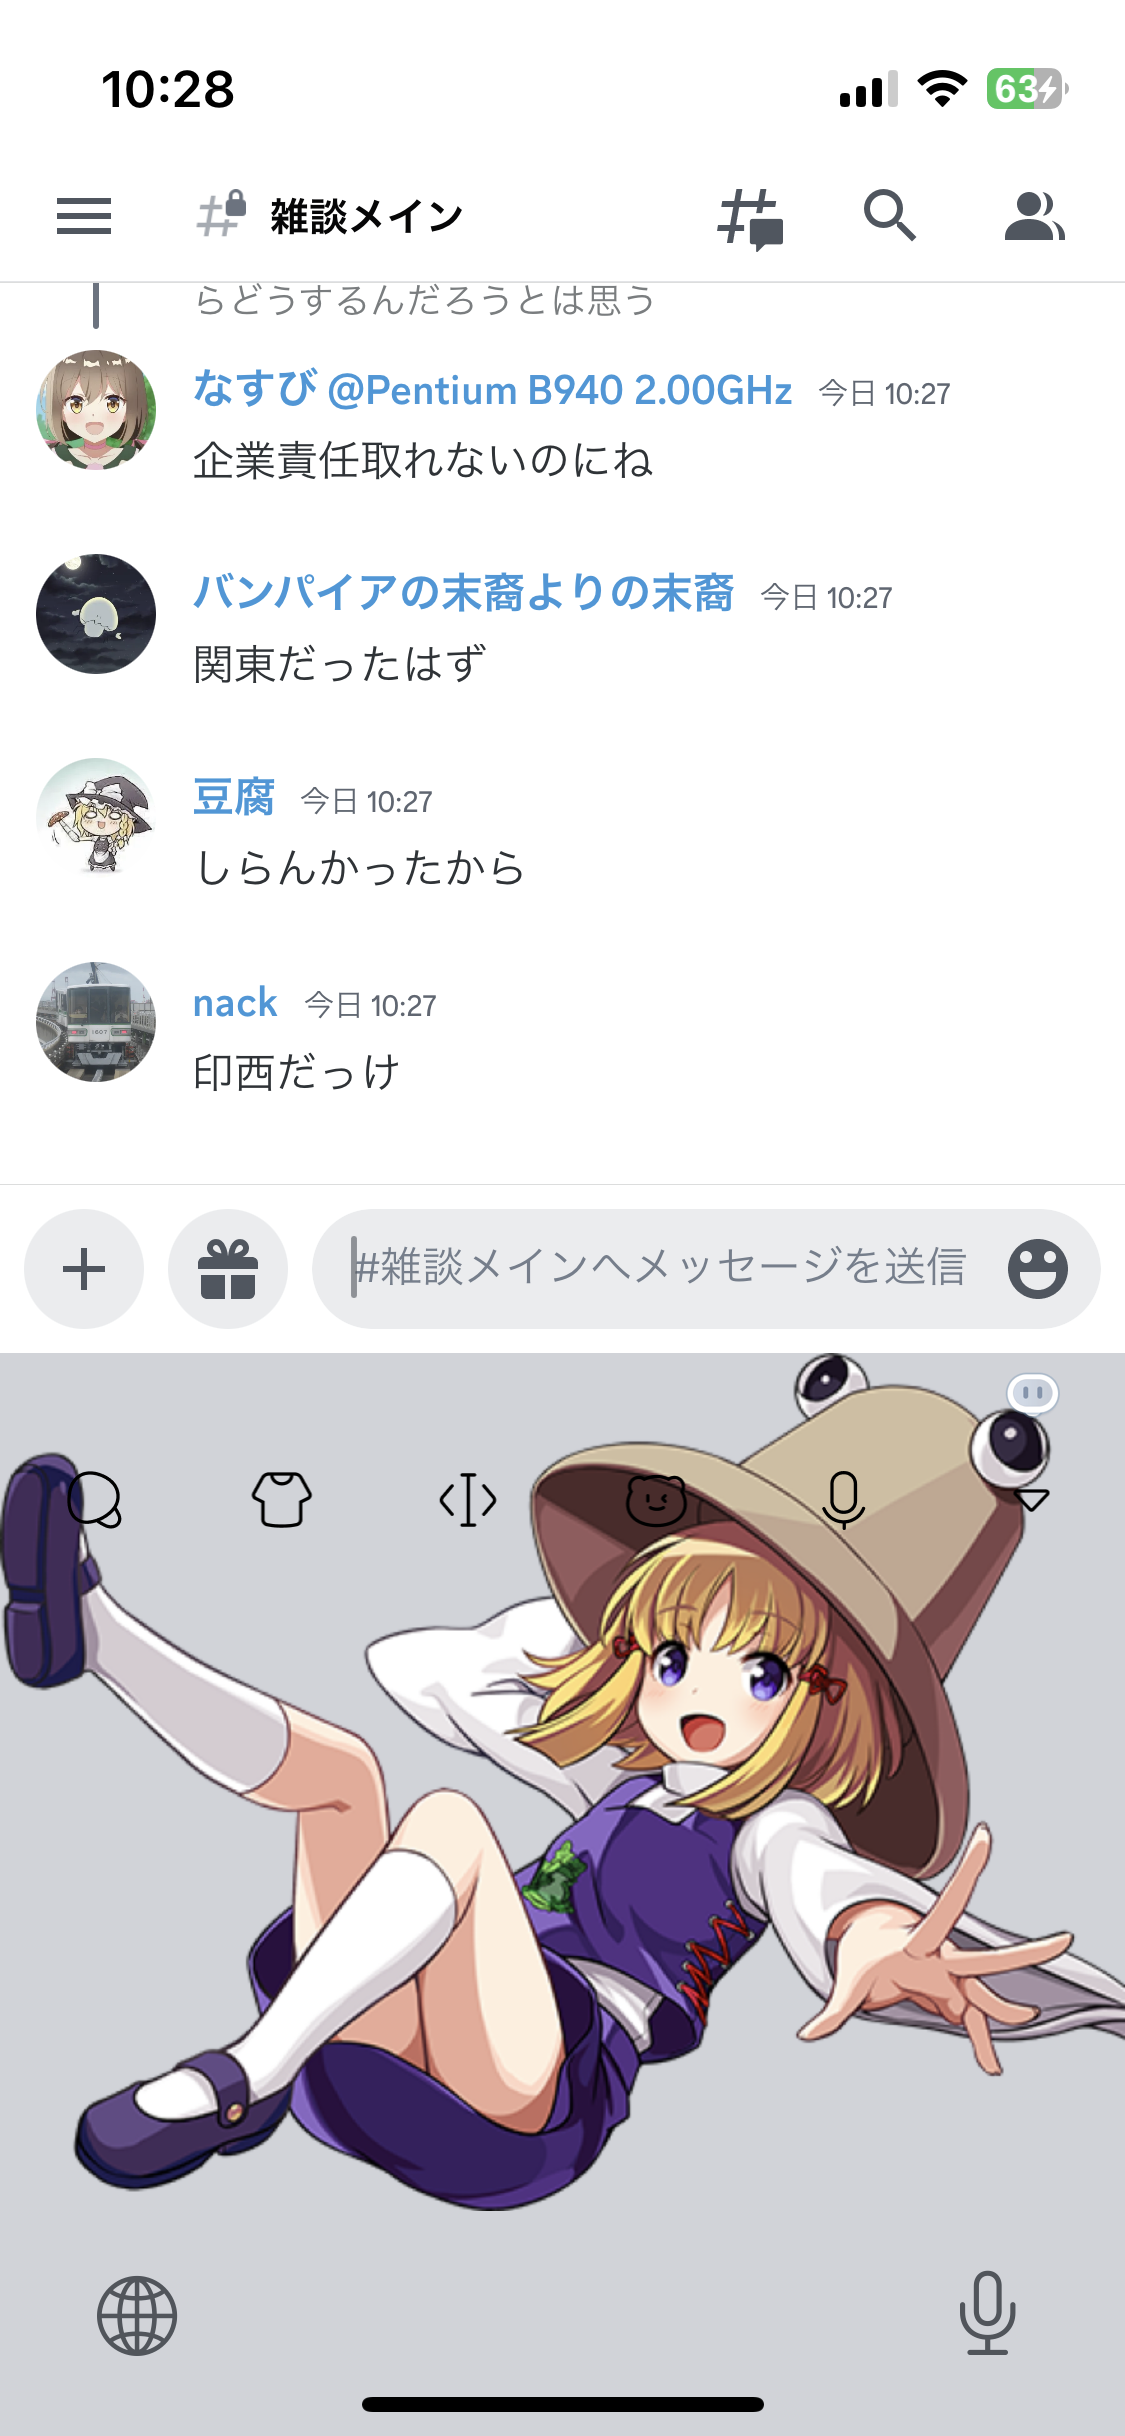 10:28
63
雑談メイン
らどうするんだろうとは思う
なすび @Pentium B940 2.00GHz 今日 10:27
企業責任取れないのにね
バンパイアの末裔よりの末裔 今日 10:27
関東だったはず
豆腐 今日 10:27
しらんかったから
1607
nack 今日 10:27
印西だっけ
#雑談メインへメッセージを送信